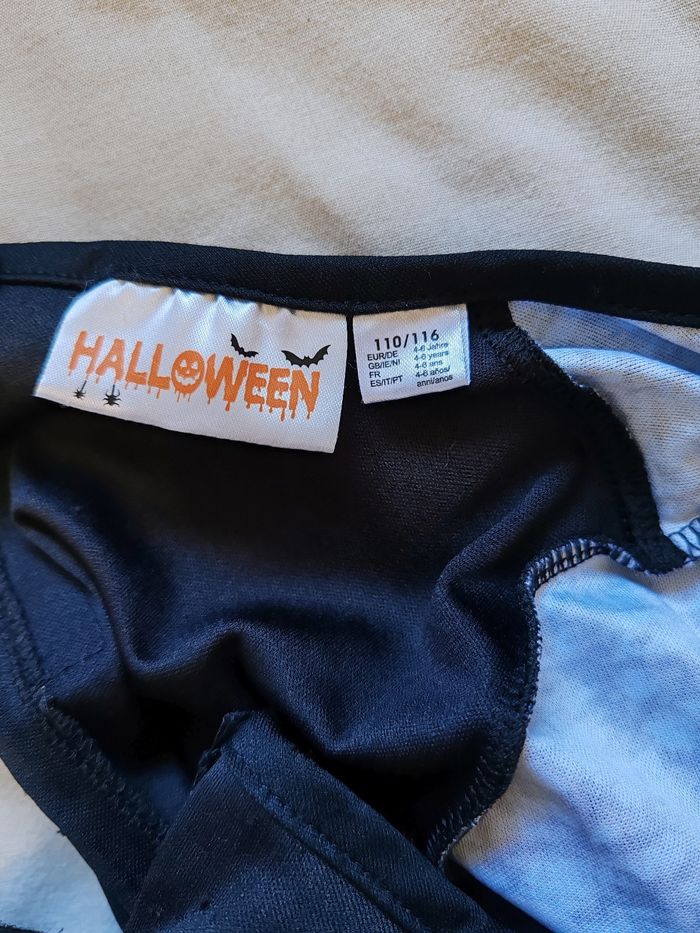 HALLOWEEN
110/116
EUR/DE 4-6 Jahre
GB/IE/NI 4-6 years
FR 4-6 ans
ES/IT/PT 4-6 años/
anni/anos